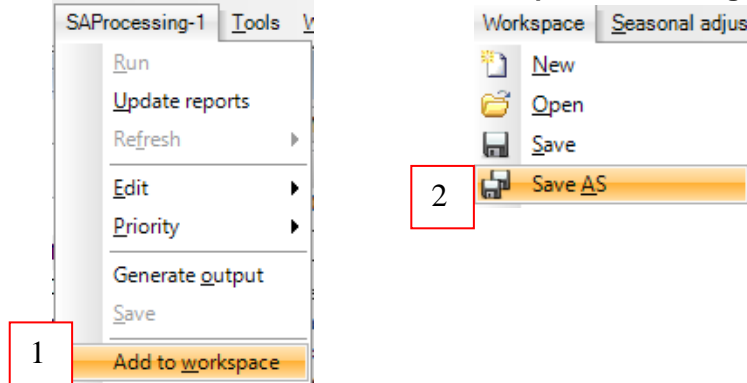 SAProcessing-1 Tools
Run
Update reports
Refresh
Edit
Priority
Generate output
Save
1 Add to workspace
Workspace Seasonal adjus
New
Open
Save
2 Save AS